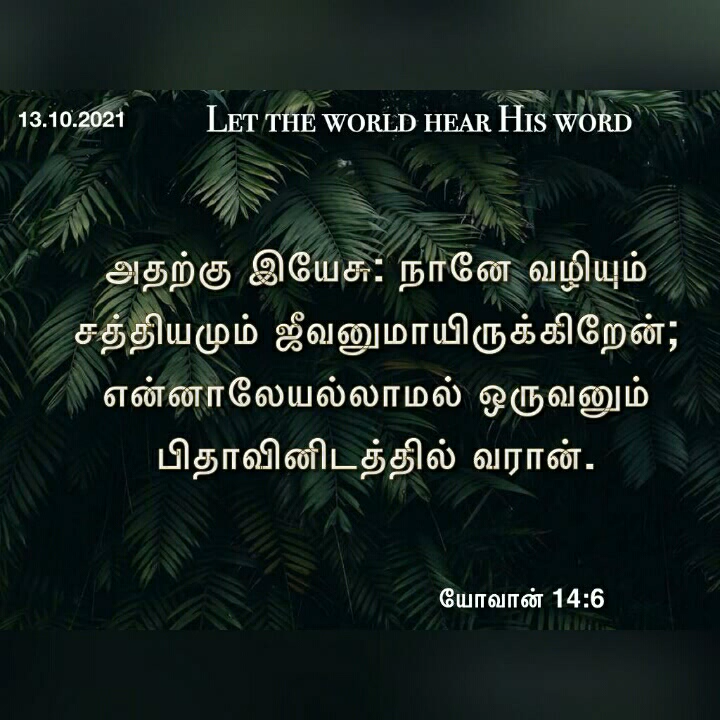 13.10.2021
LET THE WORLD HEAR HIS WORD
அதற்கு இயேசு: நானே வழியும்
சத்தியமும் ஜீவனுமாயிருக்கிறேன்;
என்னாலேயல்லாமல் ஒருவனும்
பிதாவினிடத்தில் வரான்.
யோவான் 14:6